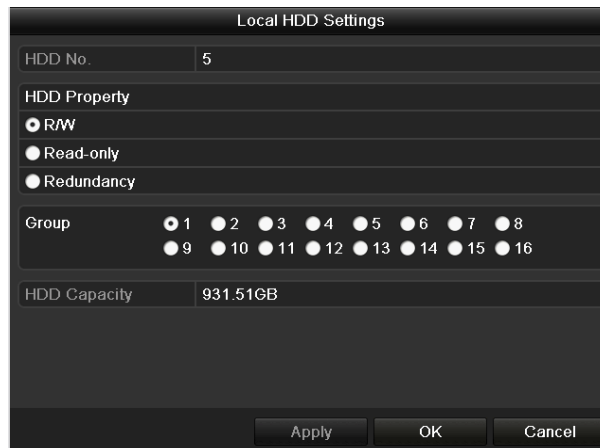 Local HDD Settings
HDD No. 5
HDD Property
R/W
Read-only
Redundancy
Group 1 2 3 4 5 6 7 8
9 10 11 12 13 14 15 16
HDD Capacity 931.51GB
Apply OK Cancel